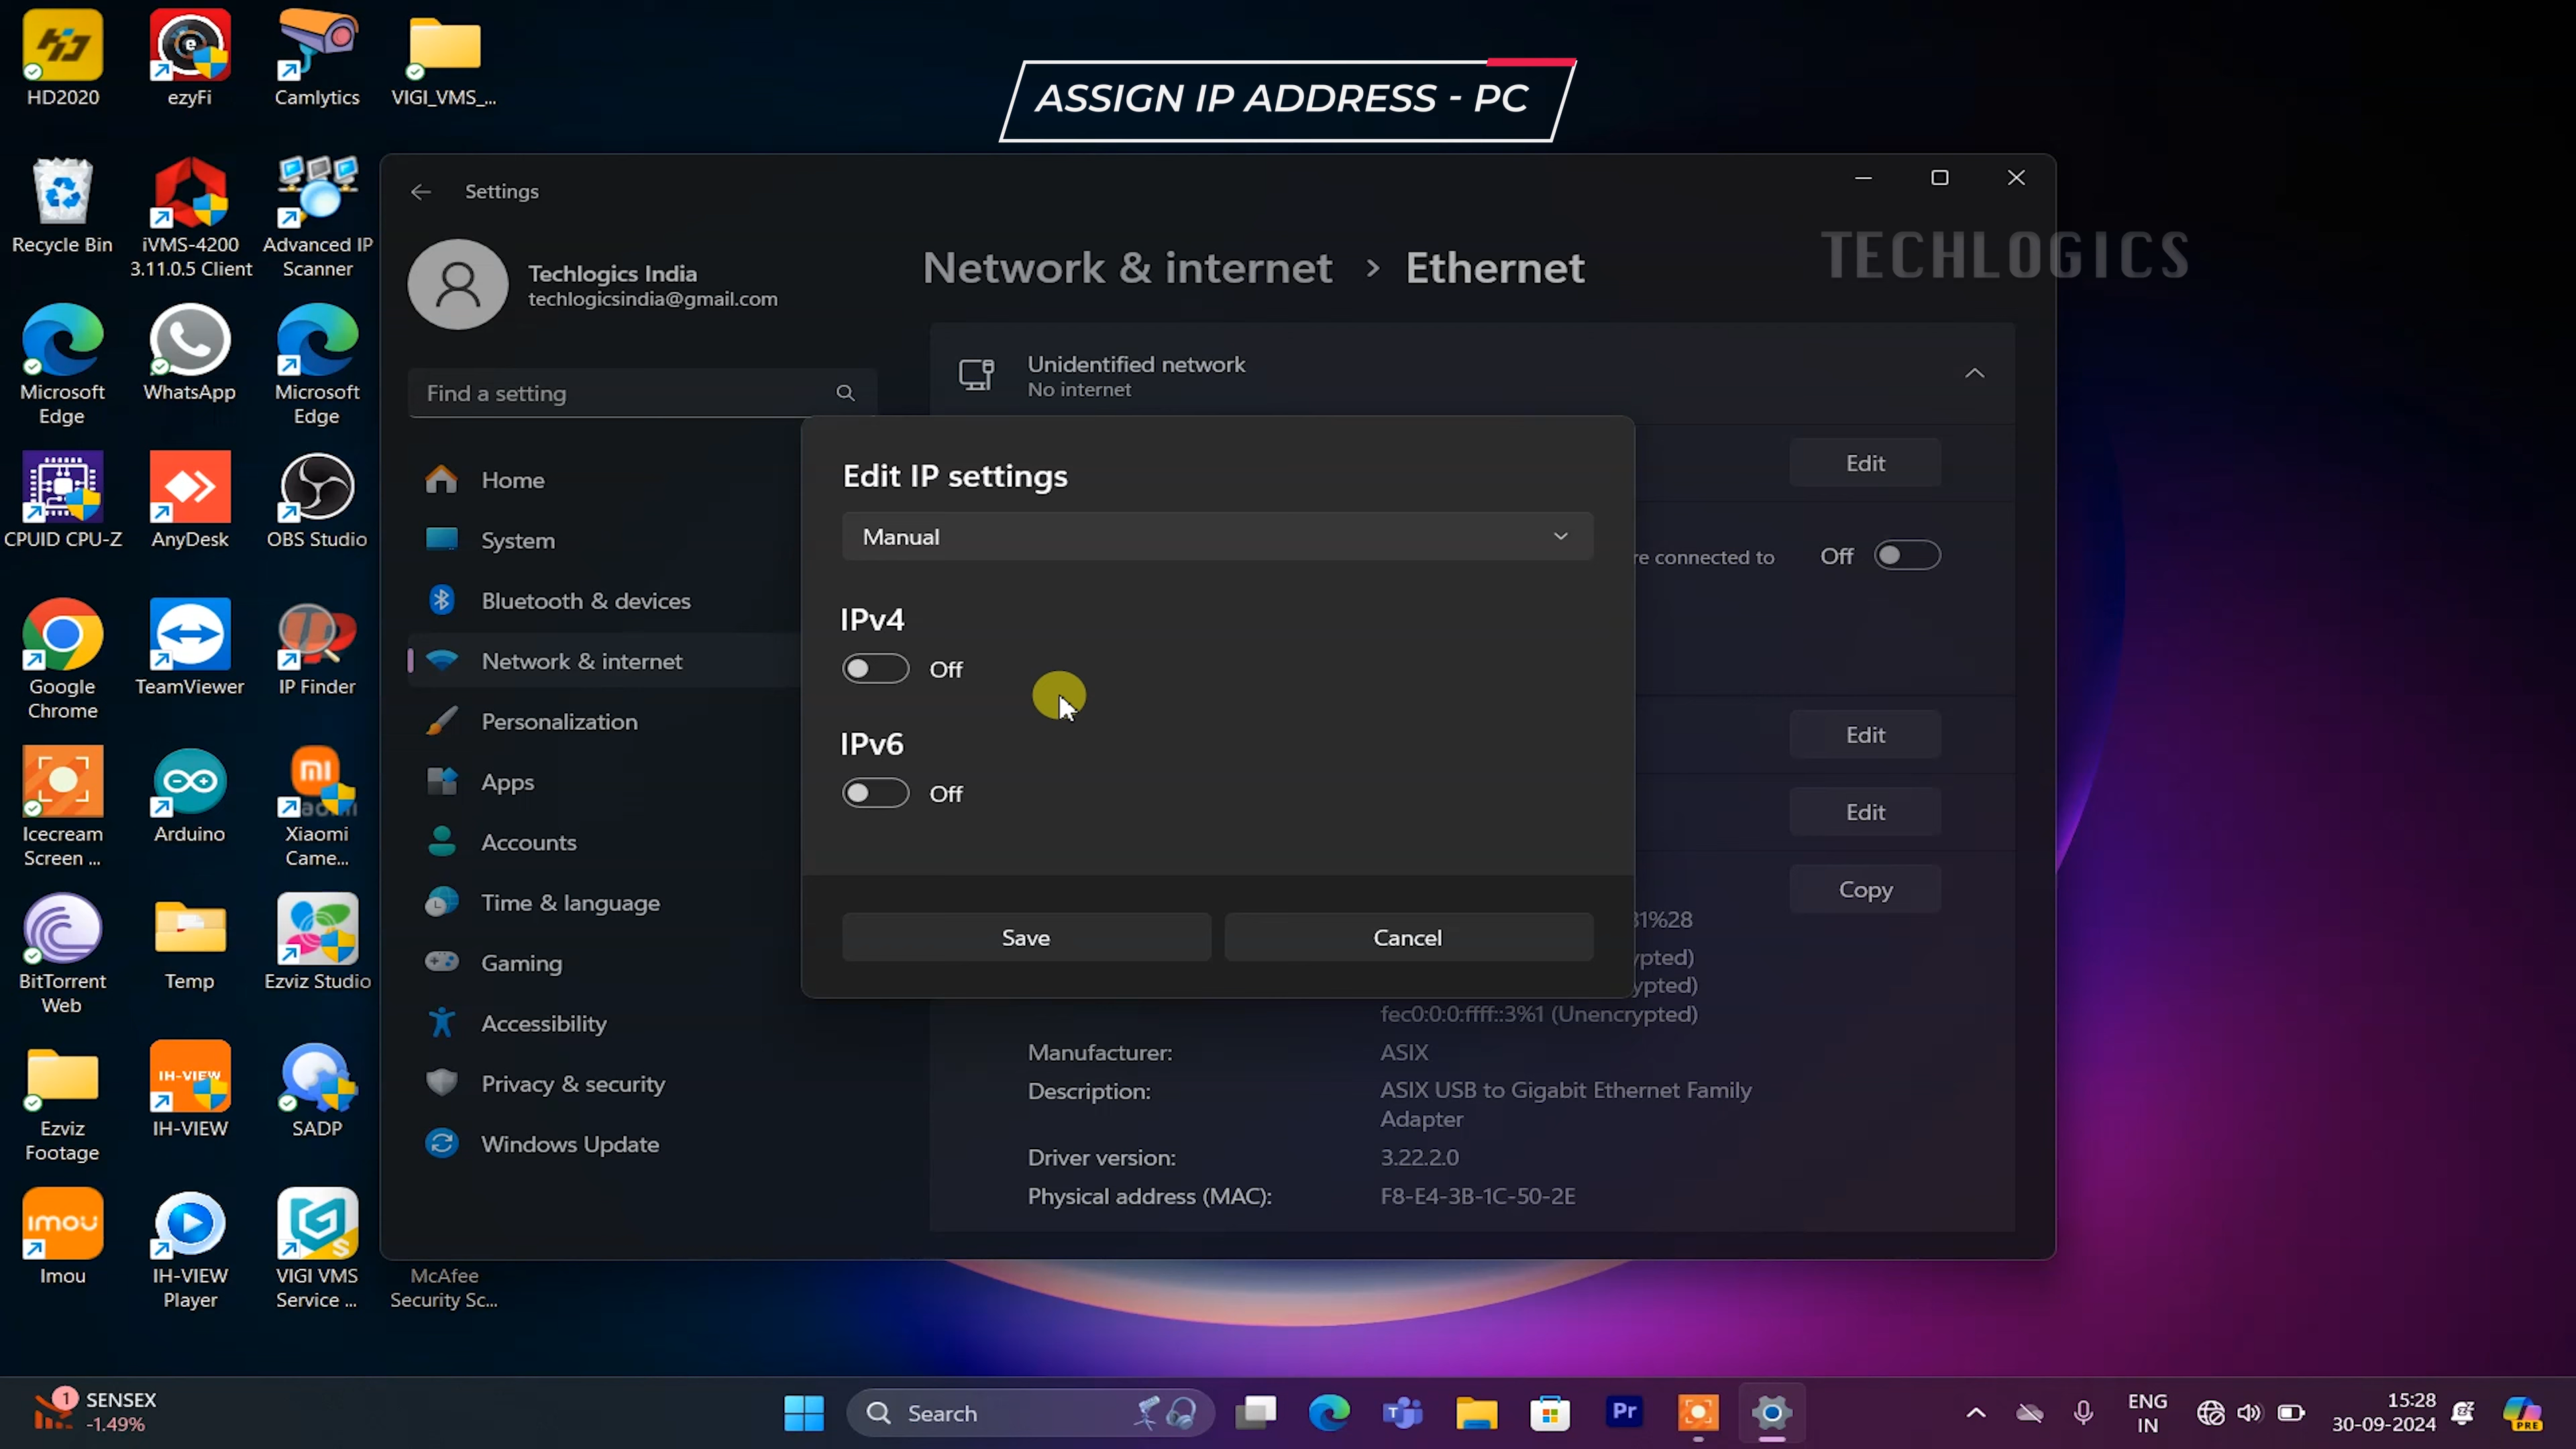 ASSIGN IP ADDRESS - PC
TECHLOGICS
HD2020
ezyFi
Camlytics
VIGI_VMS_...
Recycle Bin
iVMS-4200
3.11.0.5 Client
Advanced IP
Scanner
Microsoft
Edge
WhatsApp
Microsoft
Edge
CPUID CPU-Z
AnyDesk
OBS Studio
Google
Chrome
TeamViewer
IP Finder
Icecream
Screen ...
Arduino
Xiaomi
Came...
BitTorrent
Web
Temp
Ezviz Studio
Ezviz
Footage
IH-VIEW
IH-VIEW
SADP
imou
Imou
IH-VIEW
Player
VIGI VMS
Service ...
McAfee
Security Sc...
Settings
Techlogics India
techlogicsindia@gmail.com
Find a setting
Home
System
Bluetooth & devices
Network & internet
Personalization
Apps
Accounts
Time & language
Gaming
Accessibility
Privacy & security
Windows Update
Network & internet > Ethernet
Unidentified network
No internet
Edit
re connected to
Off
Edit
Edit
Copy
Edit IP settings
Manual
IPv4
Off
IPv6
Off
Save
Cancel
31%28
ypted)
ypted)
fec0:0:0:ffff::3%1 (Unencrypted)
Manufacturer: ASIX
Description: ASIX USB to Gigabit Ethernet Family
Adapter
Driver version: 3.22.2.0
Physical address (MAC): F8-E4-3B-1C-50-2E
1
SENSEX
-1.49%
Search
Pr
ENG
IN
15:28
30-09-2024
PRE